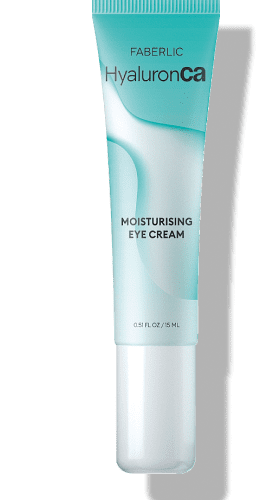 FABERLIC
HyaluronCa
MOISTURISING
EYE CREAM
0.51 FL OZ / 15 ML